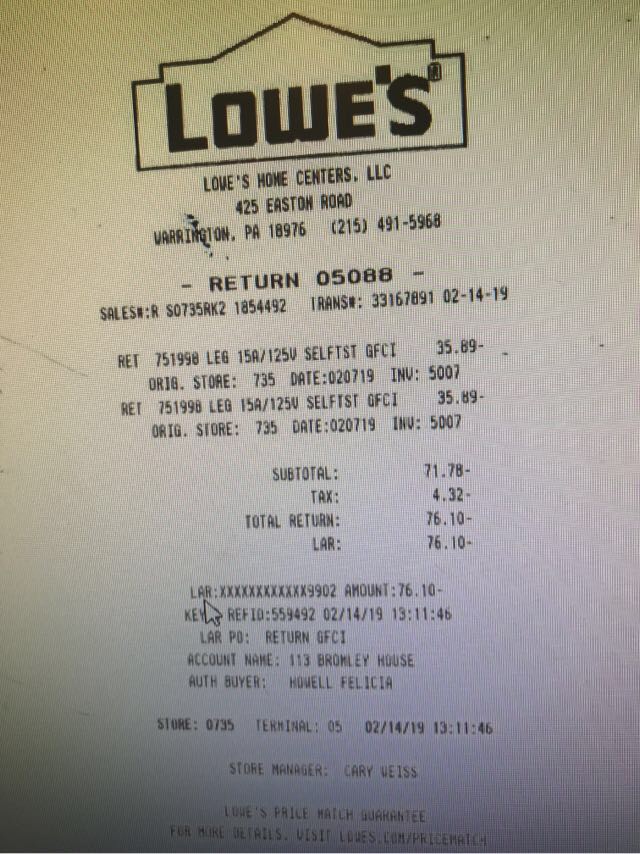 LOWE'S®
LOWE'S HOME CENTERS, LLC
425 EASTON ROAD
WARRINGTON, PA 18976 (215) 491-5968
- RETURN 05088 -
SALES#:R S0735RK2 1854492 TRANS#: 33167891 02-14-19
RET 751998 LEG 15A/125V SELFTST GFCI 35.89-
ORIG. STORE: 735 DATE:020719 INV: 5007
RET 751998 LEG 15A/125V SELFTST GFCI 35.89-
ORIG. STORE: 735 DATE:020719 INV: 5007
SUBTOTAL: 71.78-
TAX: 4.32-
TOTAL RETURN: 76.10-
LAR: 76.10-
LAR:XXXXXXXXXXXX9902 AMOUNT:76.10-
REFID:559492 02/14/19 13:11:46
LAR PO: RETURN GFCI
ACCOUNT NAME: 113 BROMLEY HOUSE
AUTH BUYER: HOWELL FELICIA
STORE: 0735 TERMINAL: 05 02/14/19 13:11:46
STORE MANAGER: CARY WEISS
LOWE'S PRICE MATCH GUARANTEE
FOR MORE DETAILS, VISIT LOWES.COM/PRICEMATCH